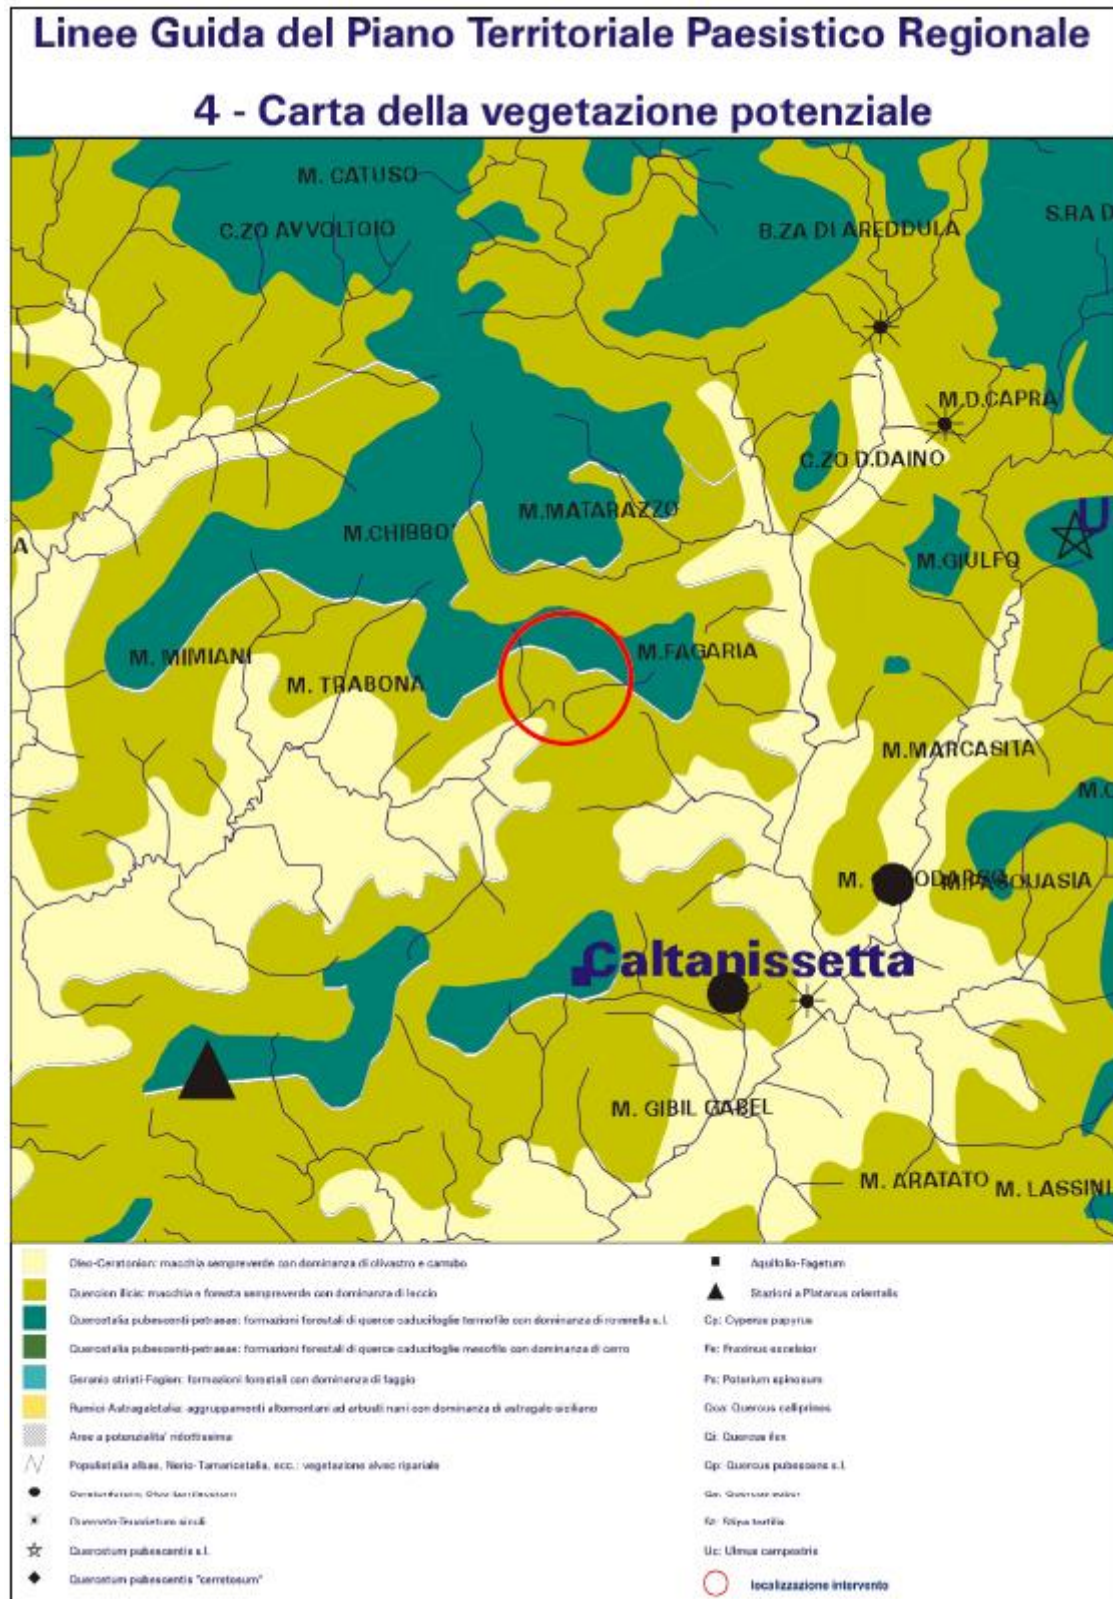 Linee Guida del Piano Territoriale Paesistico Regionale
4 - Carta della vegetazione potenziale
M. CATUSO
C.ZO AVVOLTOIO
B.ZA DI AREDDULA
S.RA D
M.D.CAPRA
C.ZO D.DAINO
M.MATARAZZO
M.CHIBBO'
U
A
M.GIULFO
M. MIMIANI
M.FAGARIA
M. TRABONA
M.MARCASITA
M.C
M.
M.PASQUASIA
Caltanissetta
M. GIBIL GABEL
M. ARATATO
M. LASSINI
Oleo-Ceratonion: macchia sempreverde con dominanza di olivastro e carrubo
Quercion ilicis: macchia e foresta sempreverde con dominanza di leccio
Quercetalia pubescenti-petraeae: formazioni forestali di querce caducifoglie termofile con dominanza di roverella s.l.
Quercetalia pubescenti-petraeae: formazioni forestali di querce caducifoglie mesofile con dominanza di cerro
Geranio striati-Fagion: formazioni forestali con dominanza di faggio
Rumici-Astragaletalia: aggruppamenti altomontani ad arbusti nani con dominanza di astragalo siciliano
Aree a potenzialita' ridottissima
Populetalia albae, Nerio-Tamaricetalia, ecc.: vegetazione alveo ripariale
Querceto-Teucrietum siculi
Quercetum pubescentis s.l.
Quercetum pubescentis "cerretosum"
Aquifolio-Fagetum
Stazioni a Platanus orientalis
Cp: Cyperus papyrus
Fe: Fraxinus excelsior
Ps: Poterium spinosum
Qca: Quercus calliprinos
Qi: Quercus ilex
Qp: Quercus pubescens s.l.
St: Stipa tortilis
Uc: Ulmus campestris
localizzazione intervento